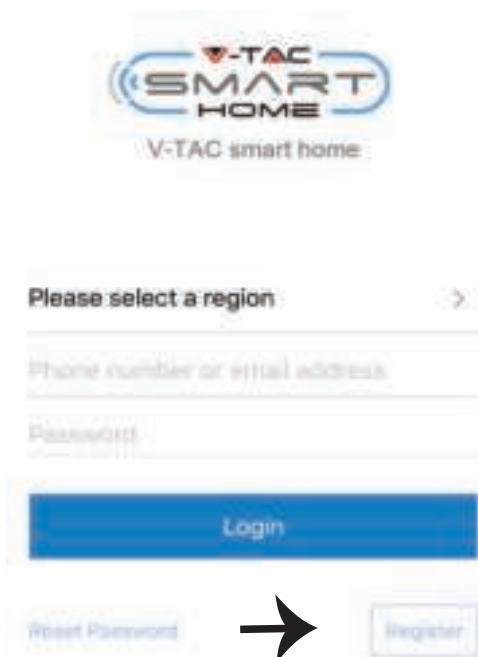 V-TAC
SMART
HOME
V-TAC smart home
Please select a region
Phone number or email address
Password
Login
Reset Password
Register